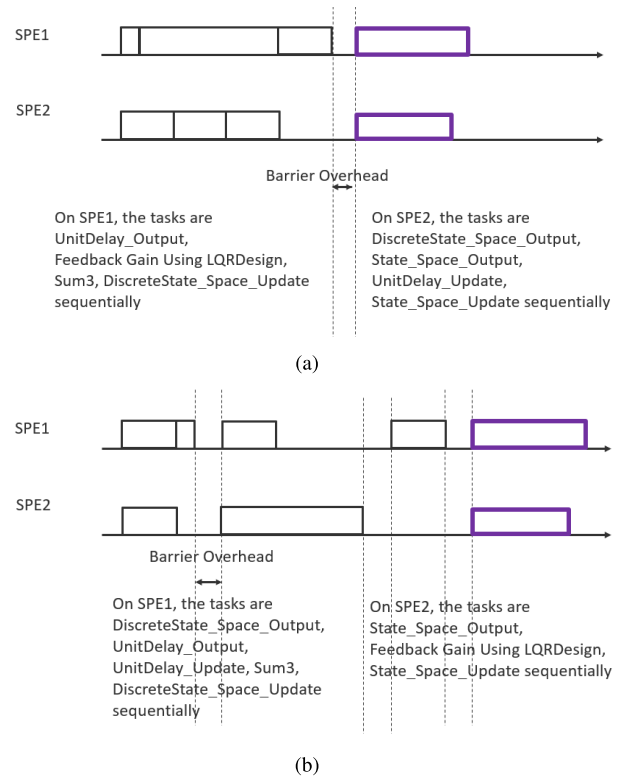 SPE1
SPE2
Barrier Overhead
On SPE1, the tasks are
UnitDelay_Output,
Feedback Gain Using LQRDesign,
Sum3, DiscreteState_Space_Update
sequentially
On SPE2, the tasks are
DiscreteState_Space_Output,
State_Space_Output,
UnitDelay_Update,
State_Space_Update sequentially
(a)
SPE1
SPE2
Barrier Overhead
On SPE1, the tasks are
DiscreteState_Space_Output,
UnitDelay_Output,
UnitDelay_Update, Sum3,
DiscreteState_Space_Update
sequentially
On SPE2, the tasks are
State_Space_Output,
Feedback Gain Using LQRDesign,
State_Space_Update sequentially
(b)